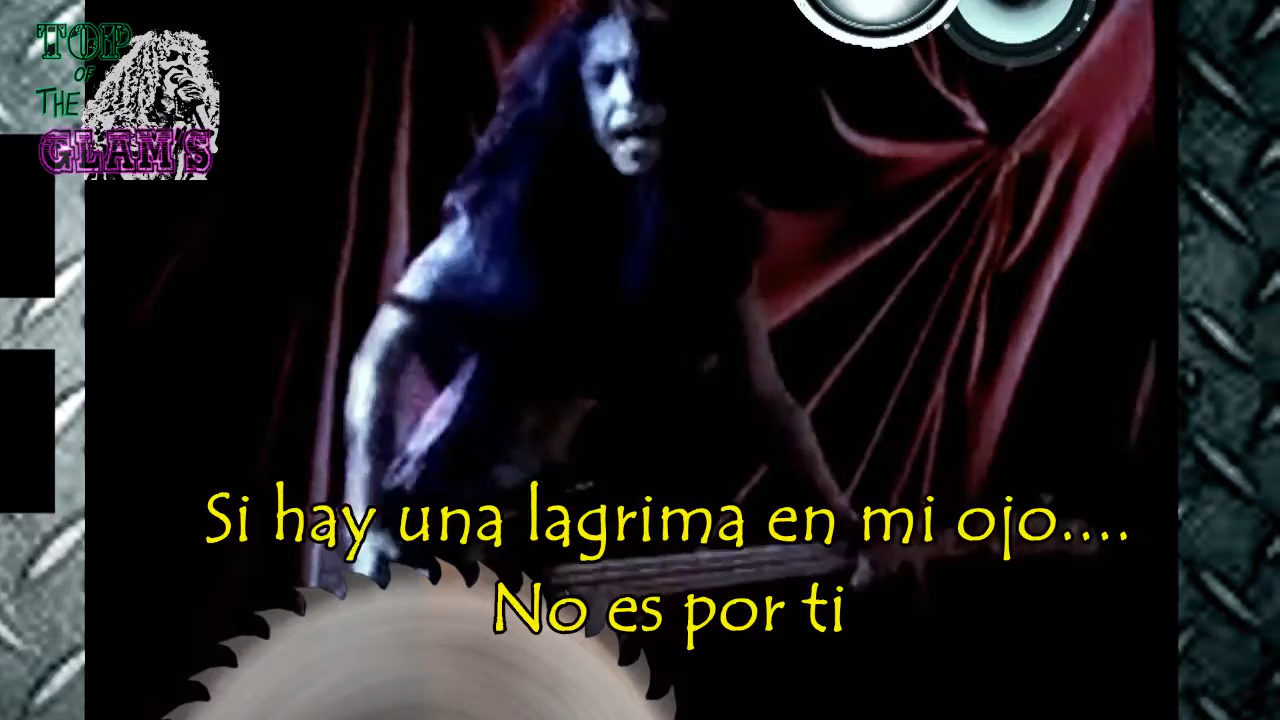 TOP
OF
THE
GLAM'S
Si hay una lagrima en mi ojo....
No es por ti